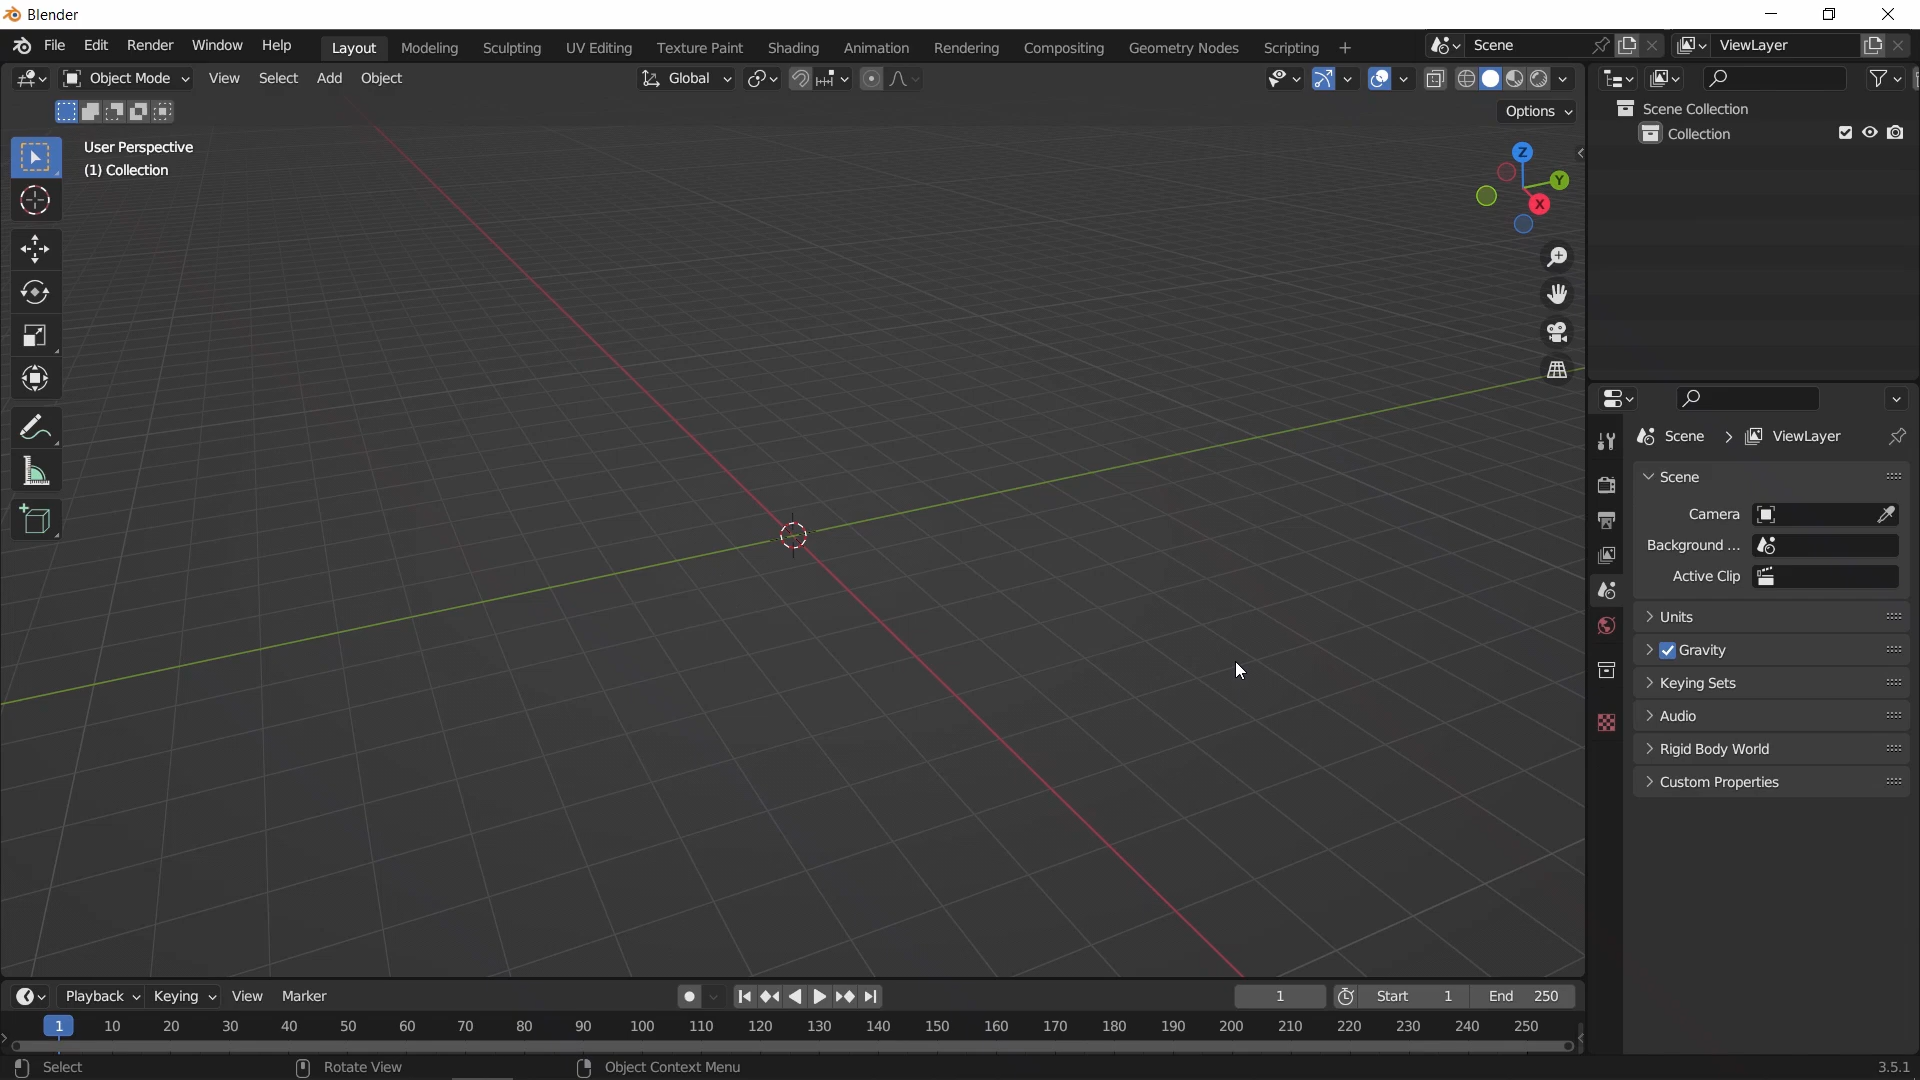 Blender
File Edit Render Window Help Layout Modeling Sculpting UV Editing Texture Paint Shading Animation Rendering Compositing Geometry Nodes Scripting + Scene ViewLayer
Object Mode View Select Add Object Global
Options
User Perspective
(1) Collection
Z
Y
X
Scene Collection
Collection
Scene > ViewLayer
Scene
Camera
Background ...
Active Clip
Units
Gravity
Keying Sets
Audio
Rigid Body World
Custom Properties
Playback Keying View Marker 1 Start 1 End 250
1 10 20 30 40 50 60 70 80 90 100 110 120 130 140 150 160 170 180 190 200 210 220 230 240 250
Select Rotate View Object Context Menu 3.5.1